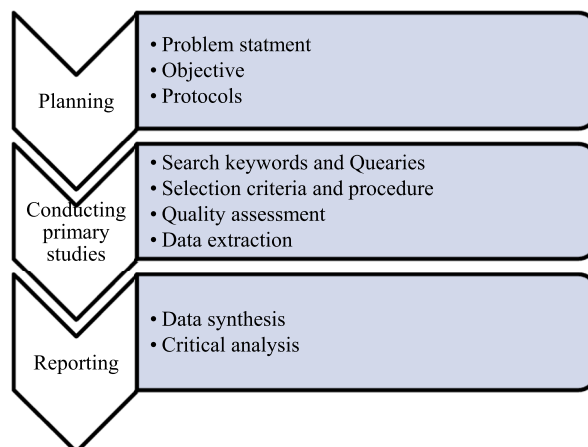 Planning
• Problem statment
• Objective
• Protocols
Conducting
primary
studies
• Search keywords and Quearies
• Selection criteria and procedure
• Quality assessment
• Data extraction
Reporting
• Data synthesis
• Critical analysis